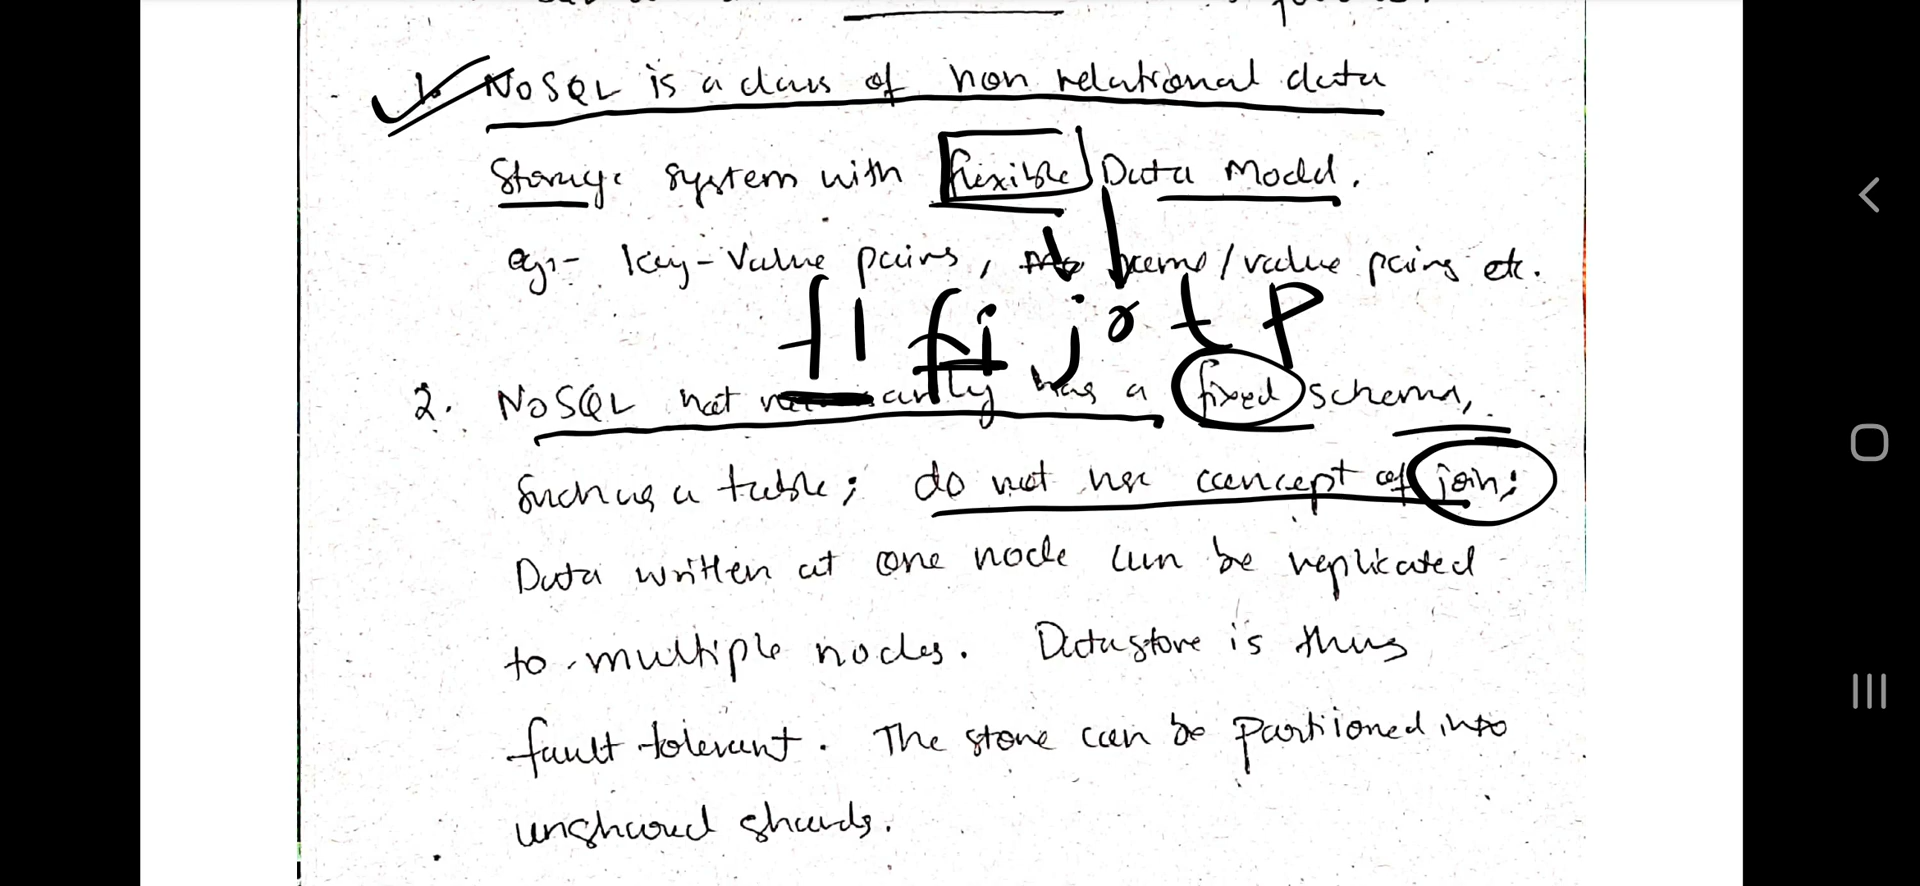 1. NoSQL is a class of non relational data
Storage system with flexible Data Model.
eg:- key-value pairs, name/value pairs etc.
fl fi j o t p
2. NoSQL not necessarily has a fixed schema,
Such as a table; do not use concept of join;
Data written at one node can be replicated
to multiple nodes. Datastore is thus
fault tolerant. The store can be partioned into
unshared shards.